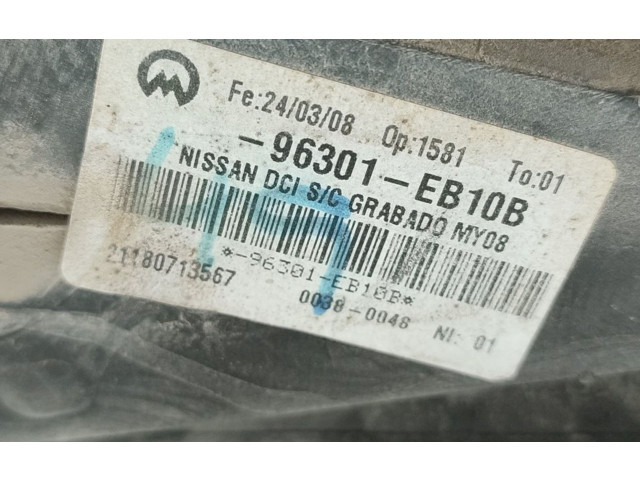 Fe:24/03/08 Op:1581 To:01
-96301-EB10B
NISSAN DCI S/C GRABADO MY08
*-96301-EB10B*
21180713567 0038-0048 NI: 01